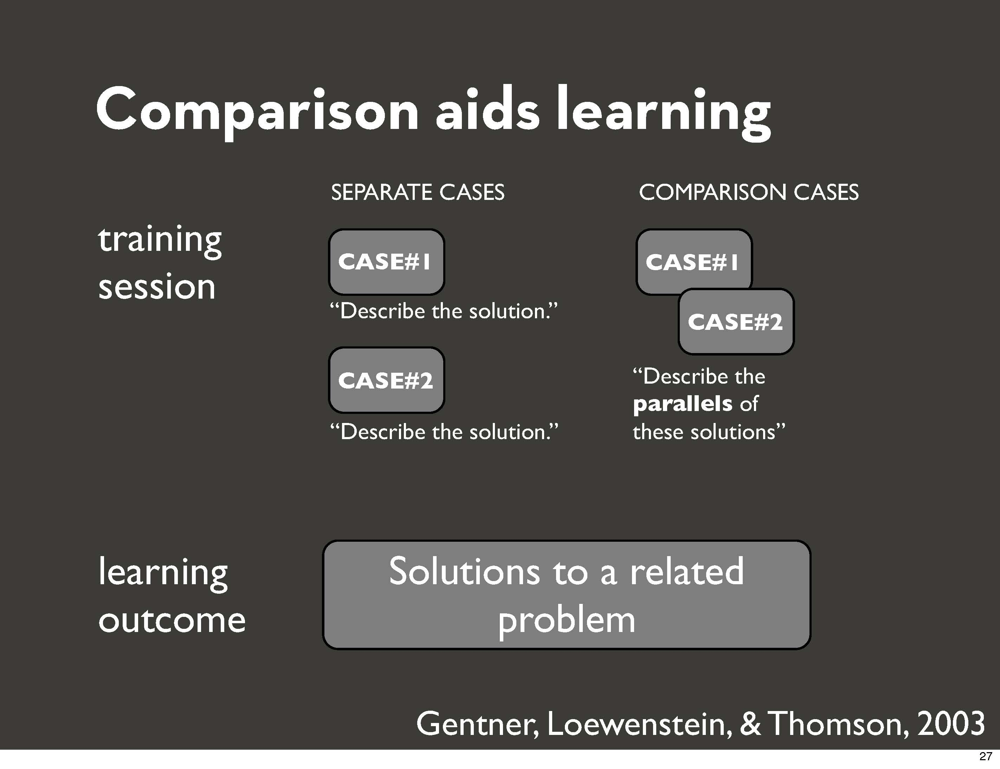 Comparison aids learning
SEPARATE CASES
COMPARISON CASES
training
session
CASE#1
“Describe the solution.”
CASE#2
“Describe the solution.”
CASE#1
CASE#2
“Describe the
parallels of
these solutions”
learning
outcome
Solutions to a related
problem
Gentner, Loewenstein, & Thomson, 2003
27